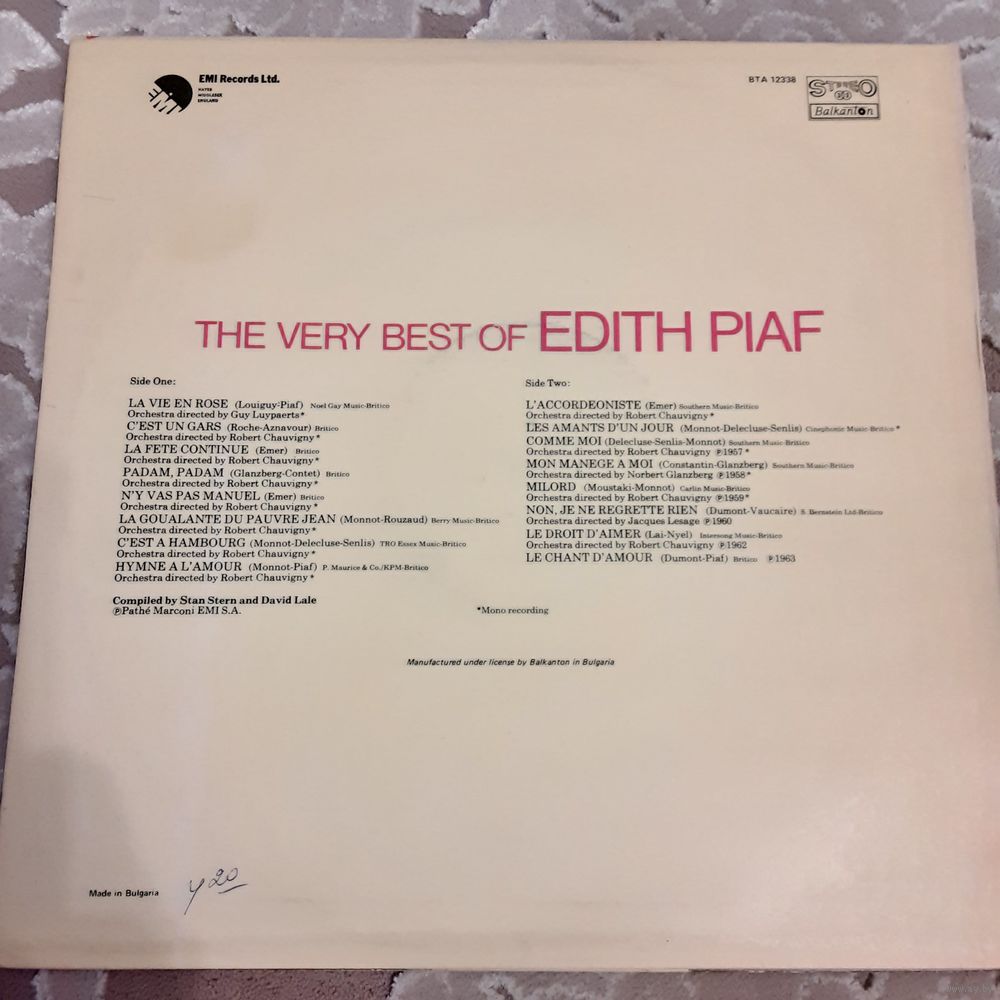 EMI Records Ltd.
HAYES
MIDDLESEX
ENGLAND
EMI
BTA 12338
STEREO
Balkanton
THE VERY BEST OF EDITH PIAF
Side One:
LA VIE EN ROSE (Louiguy-Piaf) Noel Gay Music-Britico
Orchestra directed by Guy Luypaerts*
C'EST UN GARS (Roche-Aznavour) Britico
Orchestra directed by Robert Chauvigny*
LA FETE CONTINUE (Emer) Britico
Orchestra directed by Robert Chauvigny*
PADAM, PADAM (Glanzberg-Contet) Britico
Orchestra directed by Robert Chauvigny*
N'Y VAS PAS MANUEL (Emer) Britico
Orchestra directed by Robert Chauvigny*
LA GOUALANTE DU PAUVRE JEAN (Monnot-Rouzaud) Berry Music-Britico
C'EST A HAMBOURG (Monnot-Delecluse-Senlis) TRO Essex Music-Britico
Orchestra directed by Robert Chauvigny*
HYMNE A L'AMOUR (Monnot-Piaf) P. Maurice & Co./KPM-Britico
Orchestra directed by Robert Chauvigny*
Compiled by Stan Stern and David Lale
℗Pathé Marconi EMI S.A.
Side Two:
L'ACCORDEONISTE (Emer) Southern Music-Britico
Orchestra directed by Robert Chauvigny*
LES AMANTS D'UN JOUR (Monnot-Delecluse-Senlis) Cinephonic Music-Britico*
COMME MOI (Delecluse-Senlis-Monnot) Southern Music-Britico
Orchestra directed by Robert Chauvigny ℗1957*
MON MANEGE A MOI (Constantin-Glanzberg) Southern Music-Britico
Orchestra directed by Norbert Glanzberg ℗1958*
MILORD (Moustaki-Monnot) Carlin Music-Britico
Orchestra directed by Robert Chauvigny ℗1959*
NON, JE NE REGRETTE RIEN (Dumont-Vaucaire) S. Bernstein Ltd-Britico
Orchestra directed by Jacques Lesage ℗1960
LE DROIT D'AIMER (Lai-Nyel) Intersong Music-Britico
Orchestra directed by Robert Chauvigny ℗1962
LE CHANT D'AMOUR (Dumont-Piaf) Britico ℗1963
*Mono recording
Manufactured under license by Balkanton in Bulgaria
Made in Bulgaria